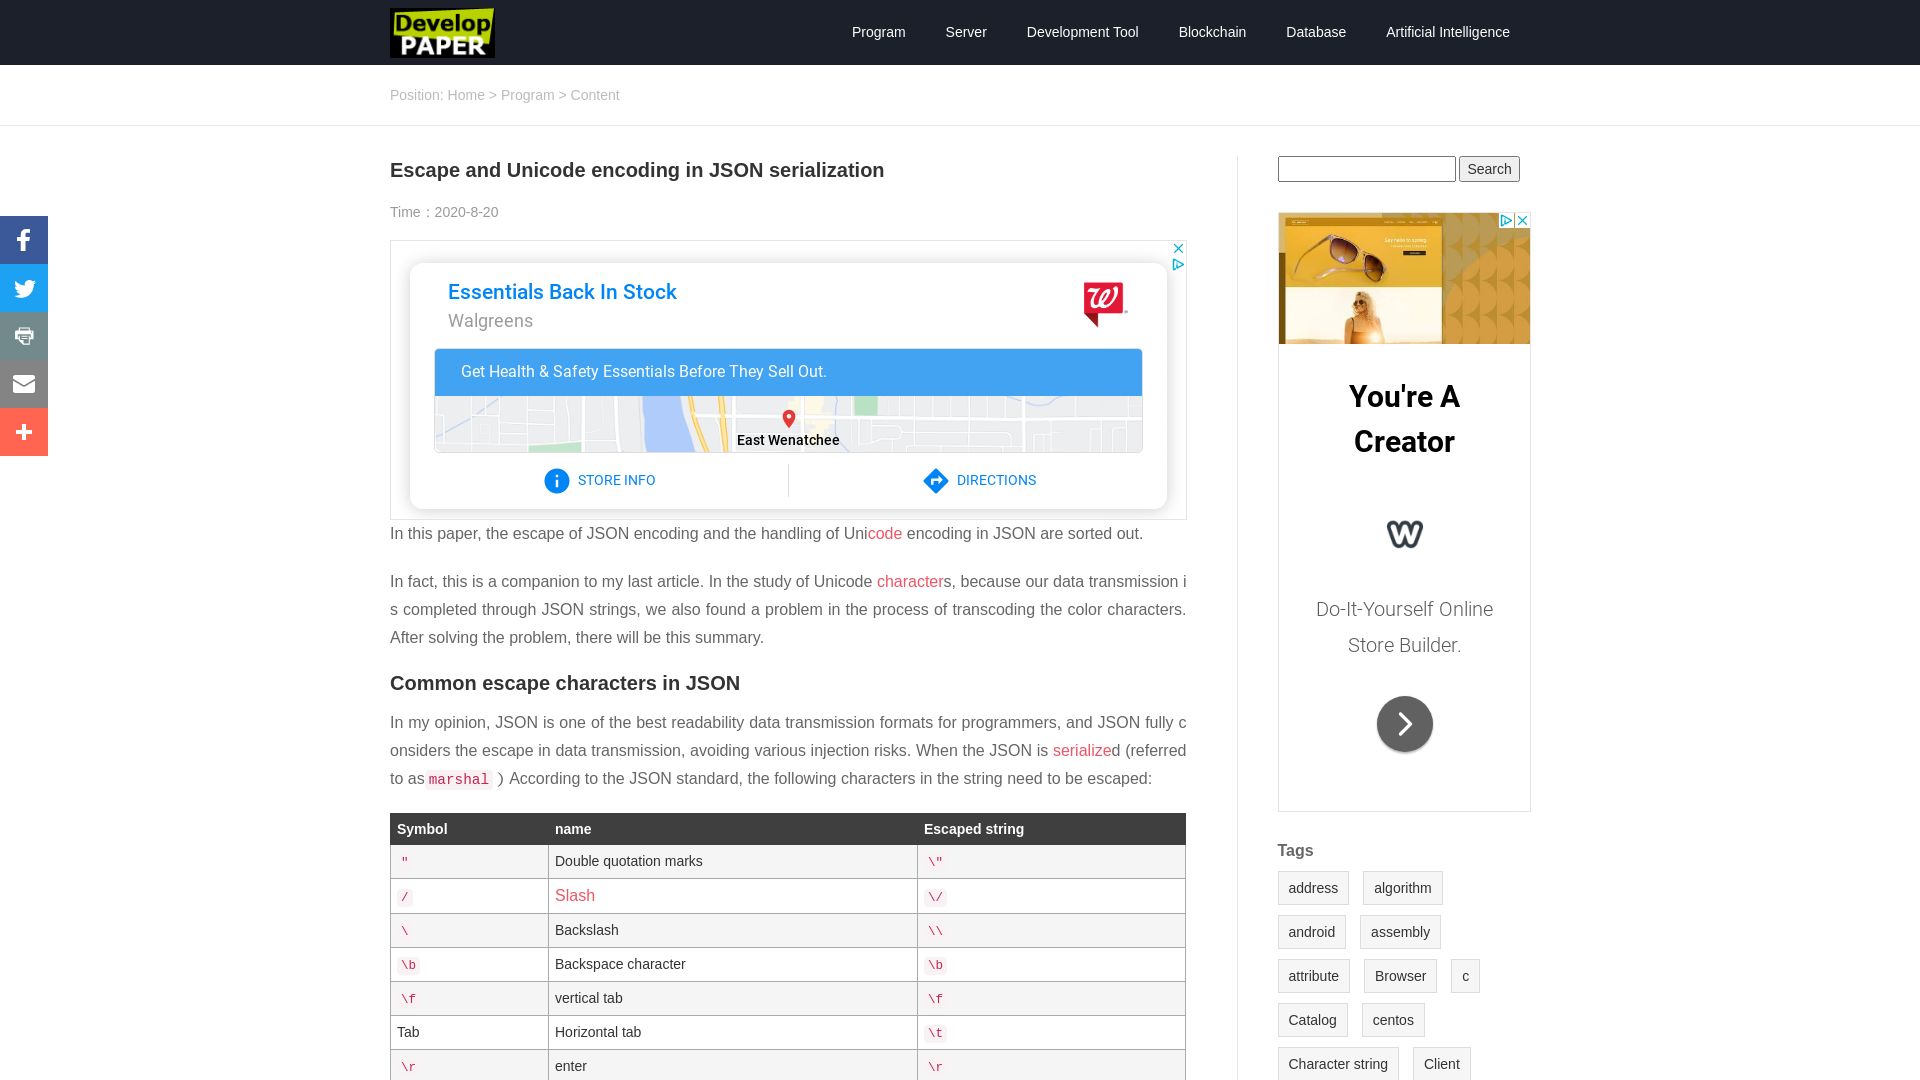 Develop
PAPER
Program Server Development Tool Blockchain Database Artificial Intelligence
Position: Home > Program > Content
Escape and Unicode encoding in JSON serialization
Time：2020-8-20
Essentials Back In Stock
Walgreens
Get Health & Safety Essentials Before They Sell Out.
East Wenatchee
STORE INFO
DIRECTIONS
In this paper, the escape of JSON encoding and the handling of Unicode encoding in JSON are sorted out.
In fact, this is a companion to my last article. In the study of Unicode characters, because our data transmission i
s completed through JSON strings, we also found a problem in the process of transcoding the color characters.
After solving the problem, there will be this summary.
Common escape characters in JSON
In my opinion, JSON is one of the best readability data transmission formats for programmers, and JSON fully c
onsiders the escape in data transmission, avoiding various injection risks. When the JSON is serialized (referred
to as marshal ）According to the JSON standard, the following characters in the string need to be escaped:
Symbol name Escaped string
" Double quotation marks \"
/ Slash \/
\ Backslash \\
\b Backspace character \b
\f vertical tab \f
Tab Horizontal tab \t
\r enter \r
Search
You're A
Creator
W
Do-It-Yourself Online
Store Builder.
Tags
address algorithm
android assembly
attribute Browser c
Catalog centos
Character string Client